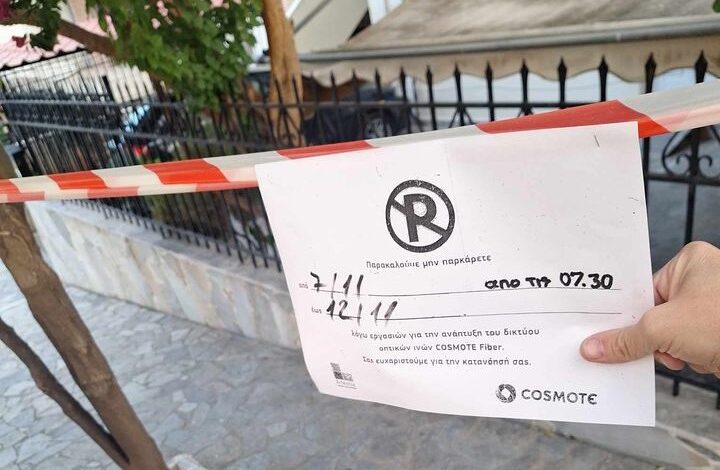 P
Παρακαλούμε μην παρκάρετε
από 7/11 απο τις 07.30
έως 12/11
λόγω εργασιών για την ανάπτυξη του δικτύου
οπτικών ινών COSMOTE Fiber.
Σας ευχαριστούμε για την κατανόησή σας.
COSMOTE